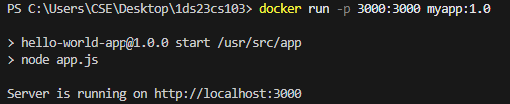 PS C:\Users\CSE\Desktop\1ds23cs103> docker run -p 3000:3000 myapp:1.0
> hello-world-app@1.0.0 start /usr/src/app
> node app.js
Server is running on http://localhost:3000